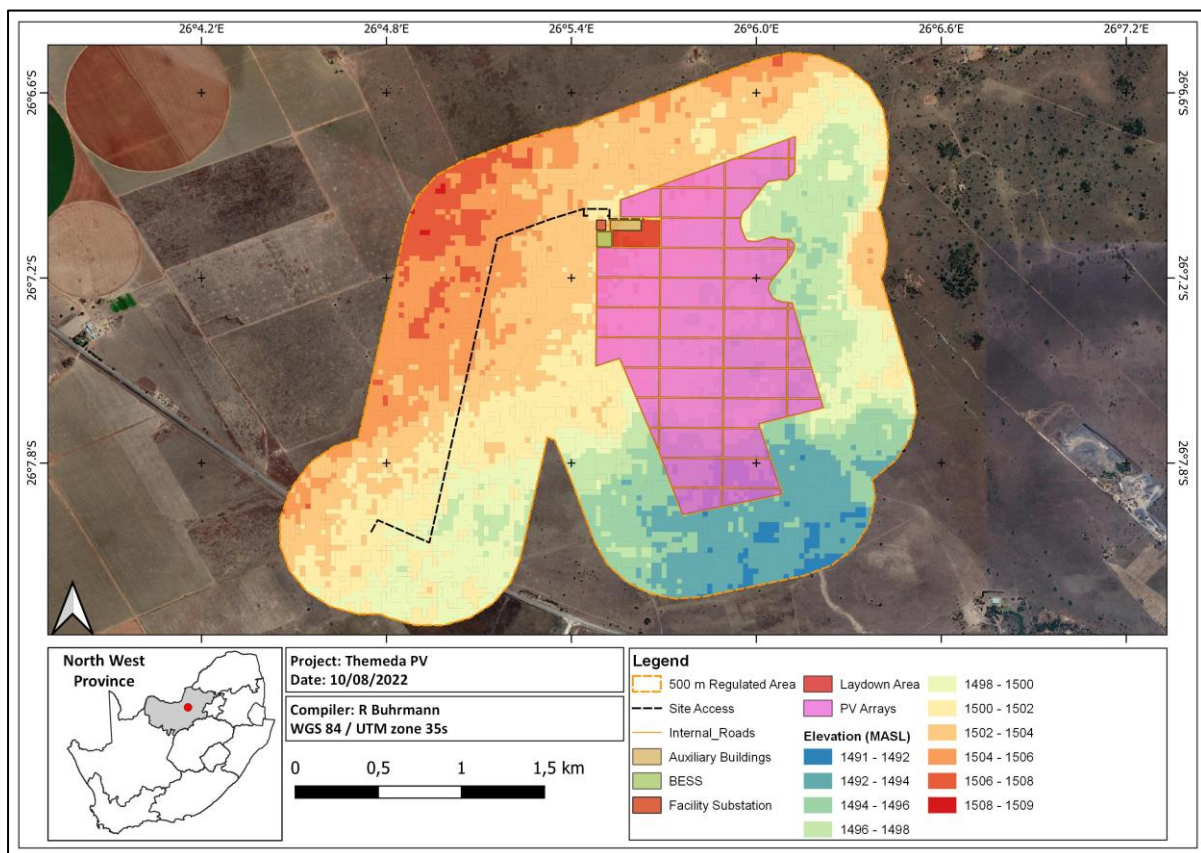 26°4.2'E 26°4.8'E 26°5.4'E 26°6.0'E 26°6.6'E 26°7.2'E
26°6.6'S 26°6.6'S
26°7.2'S 26°7.2'S
26°7.8'S 26°7.8'S
North West
Province
Project: Themeda PV
Date: 10/08/2022
Compiler: R Buhrmann
WGS 84 / UTM zone 35s
0 0,5 1 1,5 km
Legend
500 m Regulated Area
Site Access
Internal_Roads
Auxiliary Buildings
BESS
Facility Substation
Laydown Area
PV Arrays
Elevation (MASL)
1491 - 1492
1492 - 1494
1494 - 1496
1496 - 1498
1498 - 1500
1500 - 1502
1502 - 1504
1504 - 1506
1506 - 1508
1508 - 1509